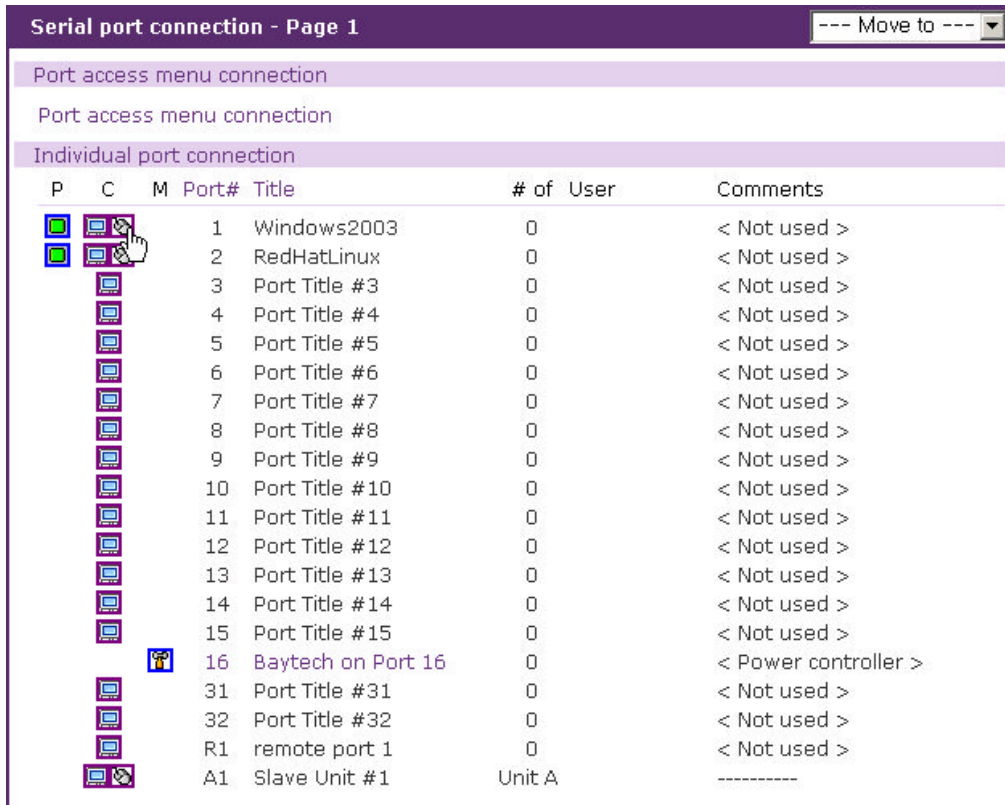 Serial port connection - Page 1 --- Move to ---
Port access menu connection
Port access menu connection
Individual port connection
P C M Port# Title # of User Comments
1 Windows2003 0 < Not used >
2 RedHatLinux 0 < Not used >
3 Port Title #3 0 < Not used >
4 Port Title #4 0 < Not used >
5 Port Title #5 0 < Not used >
6 Port Title #6 0 < Not used >
7 Port Title #7 0 < Not used >
8 Port Title #8 0 < Not used >
9 Port Title #9 0 < Not used >
10 Port Title #10 0 < Not used >
11 Port Title #11 0 < Not used >
12 Port Title #12 0 < Not used >
13 Port Title #13 0 < Not used >
14 Port Title #14 0 < Not used >
15 Port Title #15 0 < Not used >
16 Baytech on Port 16 0 < Power controller >
31 Port Title #31 0 < Not used >
32 Port Title #32 0 < Not used >
R1 remote port 1 0 < Not used >
A1 Slave Unit #1 Unit A ----------